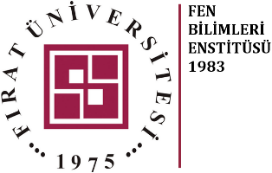 FIRAT ÜNİVERSİTESİ
1975
FEN
BİLİMLERİ
ENSTİTÜSÜ
1983